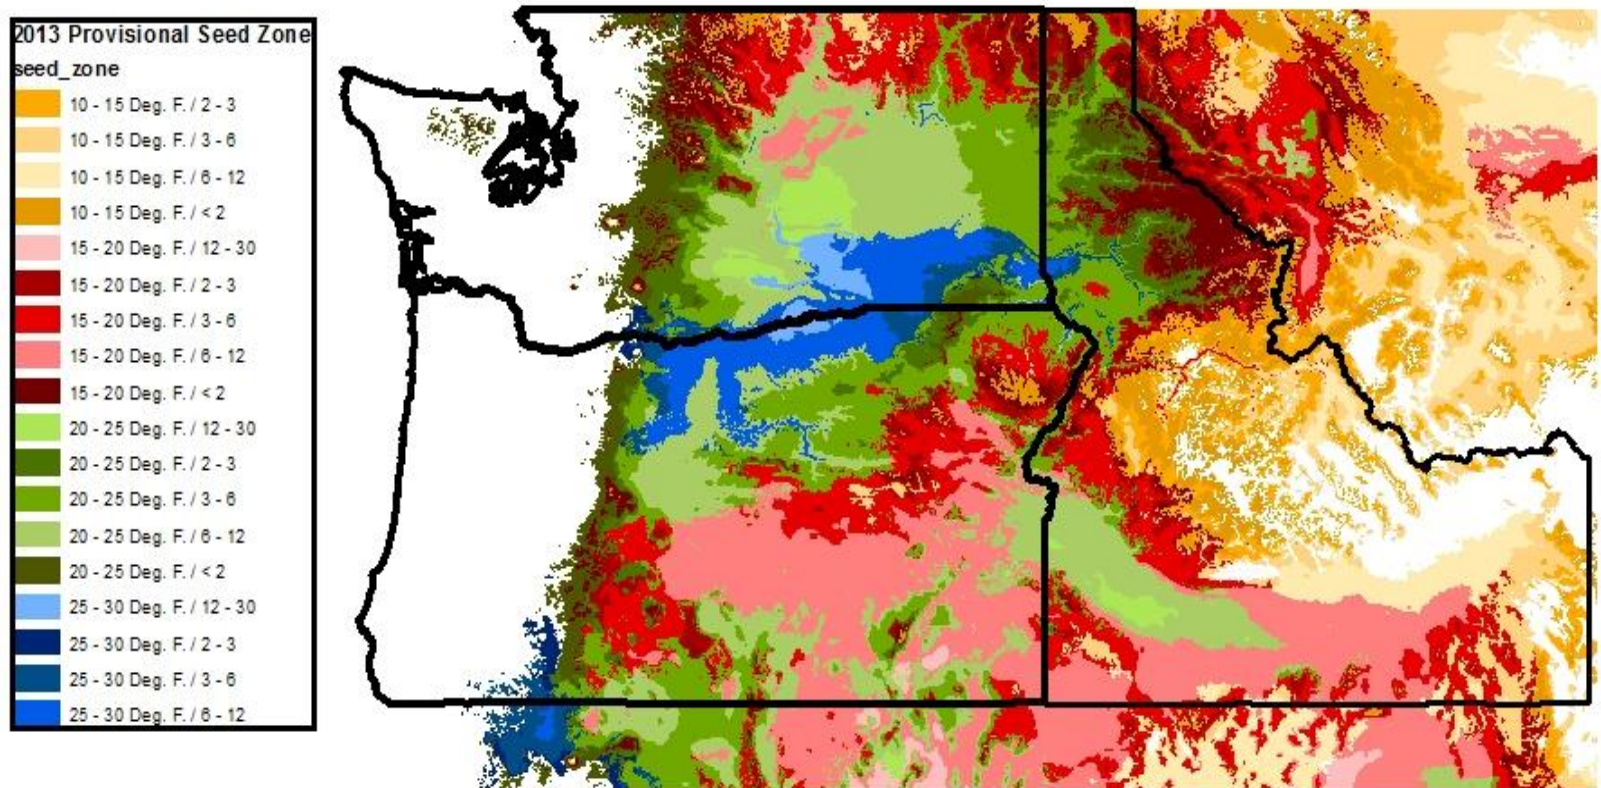 2013 Provisional Seed Zone
seed_zone
10 - 15 Deg. F. / 2 - 3
10 - 15 Deg. F. / 3 - 6
10 - 15 Deg. F. / 6 - 12
10 - 15 Deg. F. / < 2
15 - 20 Deg. F. / 12 - 30
15 - 20 Deg. F. / 2 - 3
15 - 20 Deg. F. / 3 - 6
15 - 20 Deg. F. / 6 - 12
15 - 20 Deg. F. / < 2
20 - 25 Deg. F. / 12 - 30
20 - 25 Deg. F. / 2 - 3
20 - 25 Deg. F. / 3 - 6
20 - 25 Deg. F. / 6 - 12
20 - 25 Deg. F. / < 2
25 - 30 Deg. F. / 12 - 30
25 - 30 Deg. F. / 2 - 3
25 - 30 Deg. F. / 3 - 6
25 - 30 Deg. F. / 6 - 12